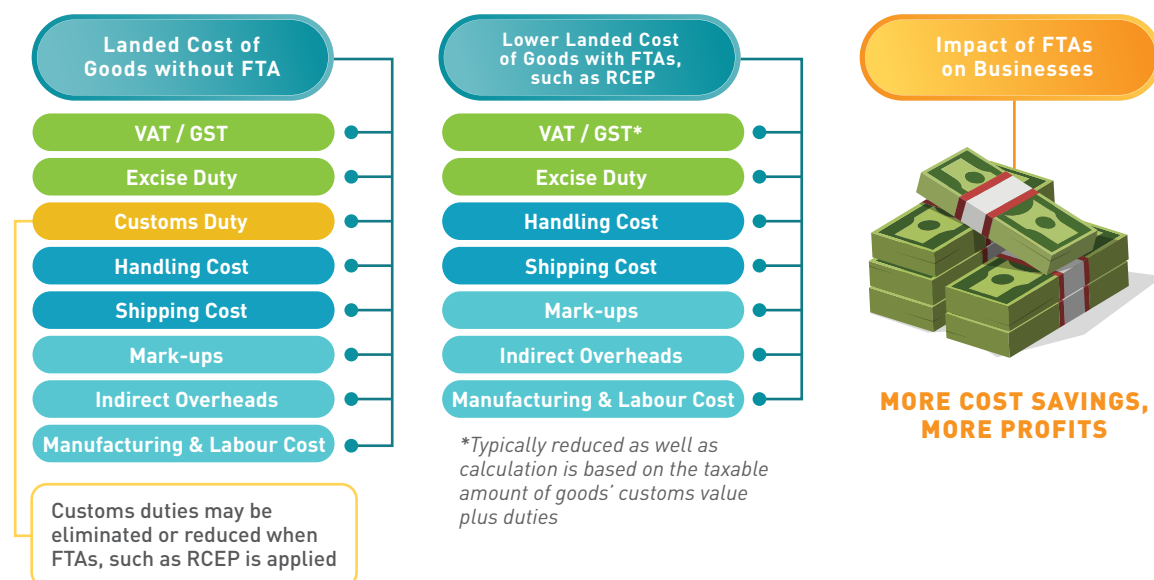 Landed Cost of
Goods without FTA
VAT / GST
Excise Duty
Customs Duty
Handling Cost
Shipping Cost
Mark-ups
Indirect Overheads
Manufacturing & Labour Cost
Customs duties may be
eliminated or reduced when
FTAs, such as RCEP is applied
Lower Landed Cost
of Goods with FTAs,
such as RCEP
VAT / GST*
Excise Duty
Handling Cost
Shipping Cost
Mark-ups
Indirect Overheads
Manufacturing & Labour Cost
*Typically reduced as well as
calculation is based on the taxable
amount of goods’ customs value
plus duties
Impact of FTAs
on Businesses
MORE COST SAVINGS,
MORE PROFITS